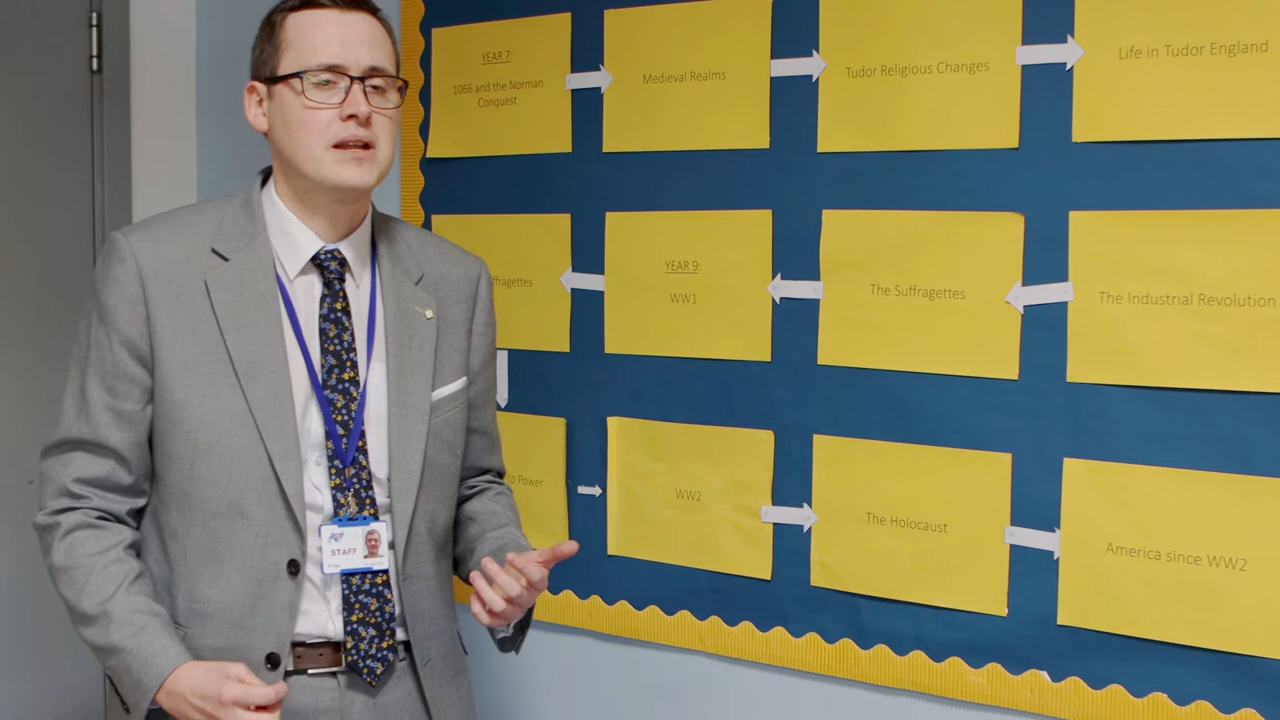 YEAR 7:
1066 and the Norman
Conquest
Medieval Realms
Tudor Religious Changes
Life in Tudor England
ffragettes
YEAR 9:
WW1
The Suffragettes
The Industrial Revolution
to Power
WW2
The Holocaust
America since WW2
STAFF